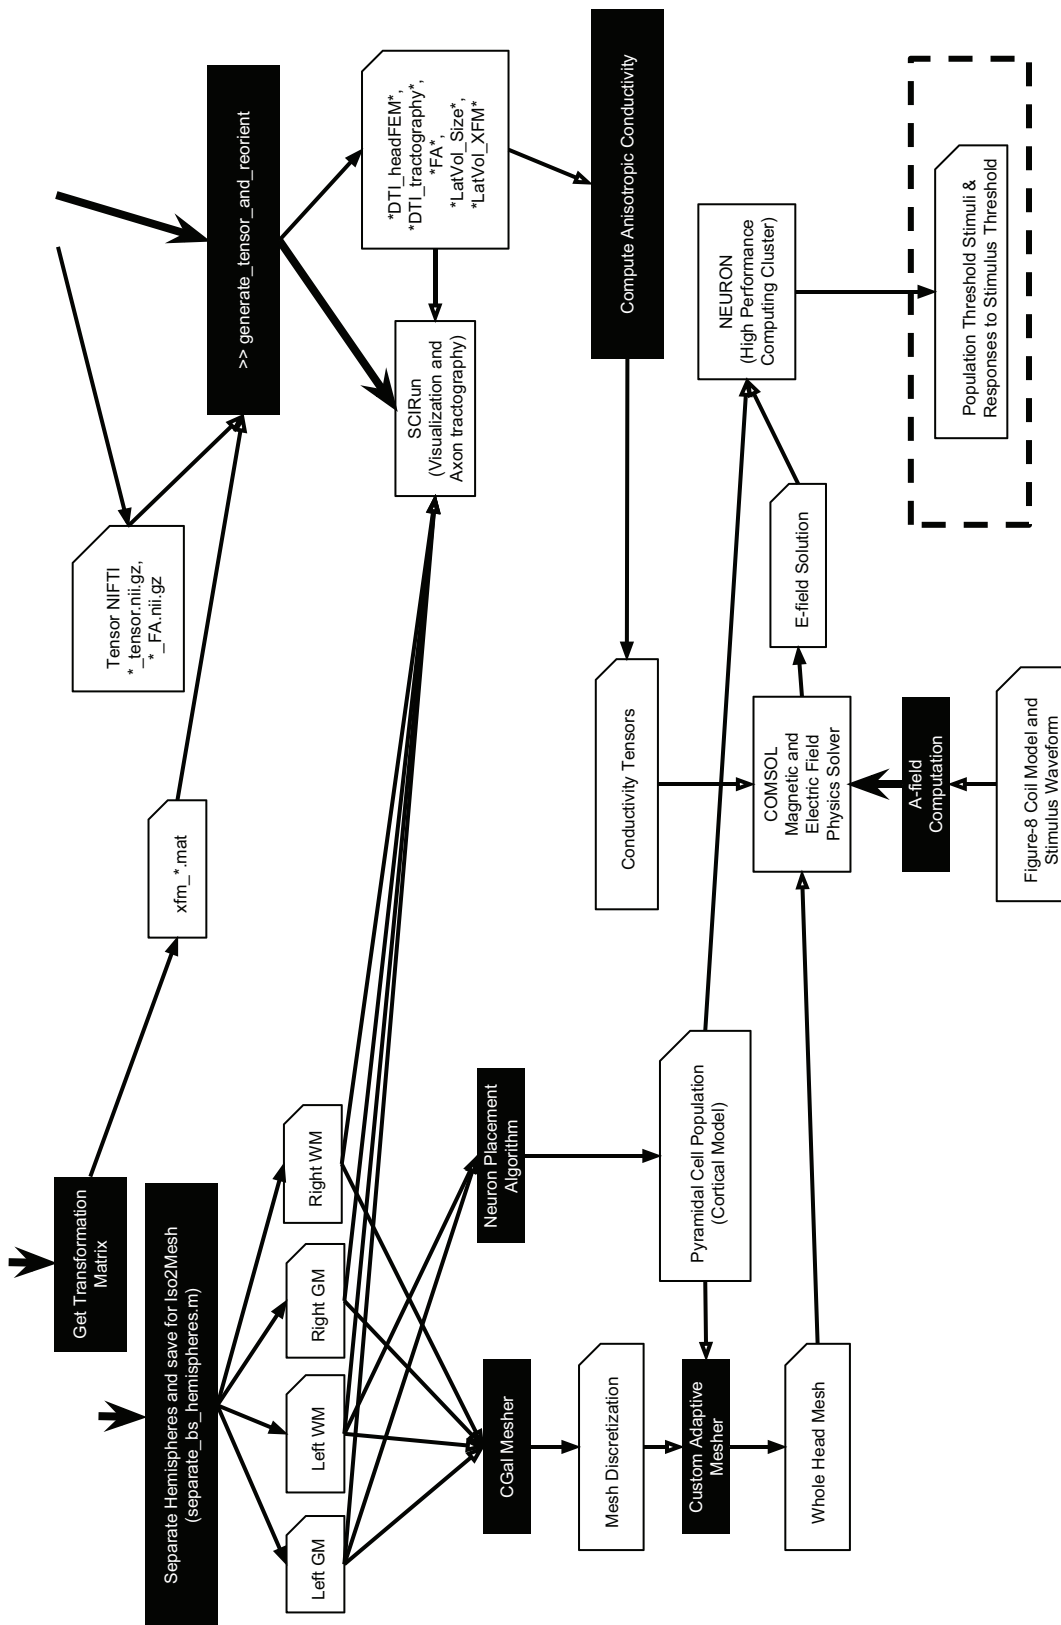 Get Transformation
Matrix
Separate Hemispheres and save for Iso2Mesh
(separate_bs_hemispheres.m)
Left GM
Left WM
Right GM
Right WM
xfm_*.mat
Tensor NIFTI
*_tensor.nii.gz,
*_FA.nii.gz
>> generate_tensor_and_reorient
SCIRun
(Visualization and
Axon tractography)
*DTI_headFEM*,
*DTI_tractography*,
*FA*,
*LatVol_Size*,
*LatVol_XFM*
CGal Mesher
Neuron Placement
Algorithm
Compute Anisotropic Conductivity
Mesh Discretization
Conductivity Tensors
Pyramidal Cell Population
(Cortical Model)
Custom Adaptive
Mesher
NEURON
(High Performance
Computing Cluster)
Whole Head Mesh
COMSOL
Magnetic and
Electric Field
Physics Solver
E-field Solution
A-field
Computation
Population Threshold Stimuli &
Responses to Stimulus Threshold
Figure-8 Coil Model and
Stimulus Waveform